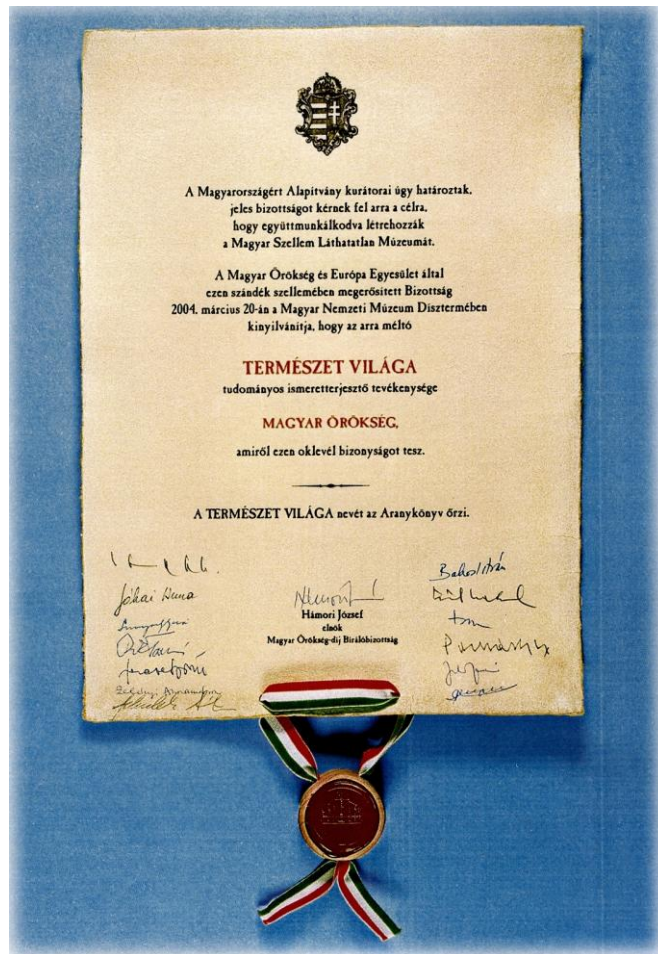 A Magyarországért Alapítvány kurátorai úgy határoztak,
jeles bizottságot kérnek fel arra a célra,
hogy együttmunkálkodva létrehozzák
a Magyar Szellem Láthatatlan Múzeumát.
A Magyar Örökség és Európa Egyesület által
ezen szándék szellemében megerősített Bizottság
2004. március 20-án a Magyar Nemzeti Múzeum Dísztermében
kinyilvánítja, hogy az arra méltó
TERMÉSZET VILÁGA
tudományos ismeretterjesztő tevékenysége
MAGYAR ÖRÖKSÉG,
amiről ezen oklevél bizonyságot tesz.
A TERMÉSZET VILÁGA nevét az Aranykönyv őrzi.
Jókai Anna
Bakos István
Hámori József
elnök
Magyar Örökség-díj Bírálóbizottság